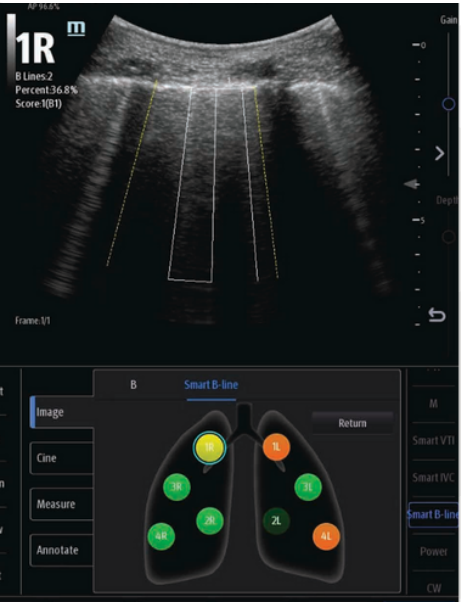 AP 96.6%
1R
m
B Lines:2
Percent:36.8%
Score:1(B1)
Gain
0
Depth
5
Frame:1/1
B
Smart B-line
Image
Return
M
1R
1L
Smart VTI
Cine
3R
3L
Smart IVC
Measure
2R
2L
Smart B-line
4R
4L
Annotate
Power
CW